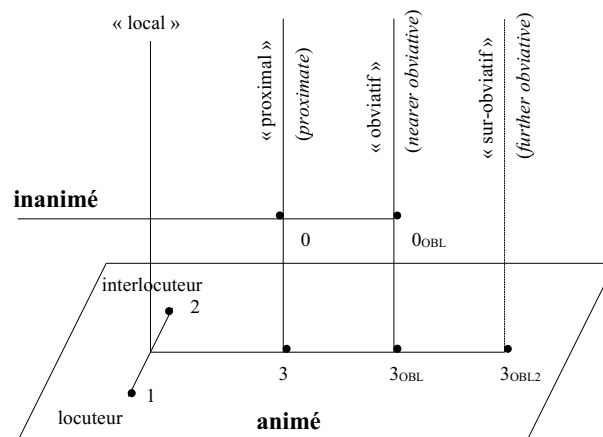 « local »
« proximal »
(proximate)
« obviatif »
(nearer obviative)
« sur-obviatif »
(further obviative)
inanimé
0
0OBL
interlocuteur
2
3
3OBL
3OBL2
1
locuteur
animé